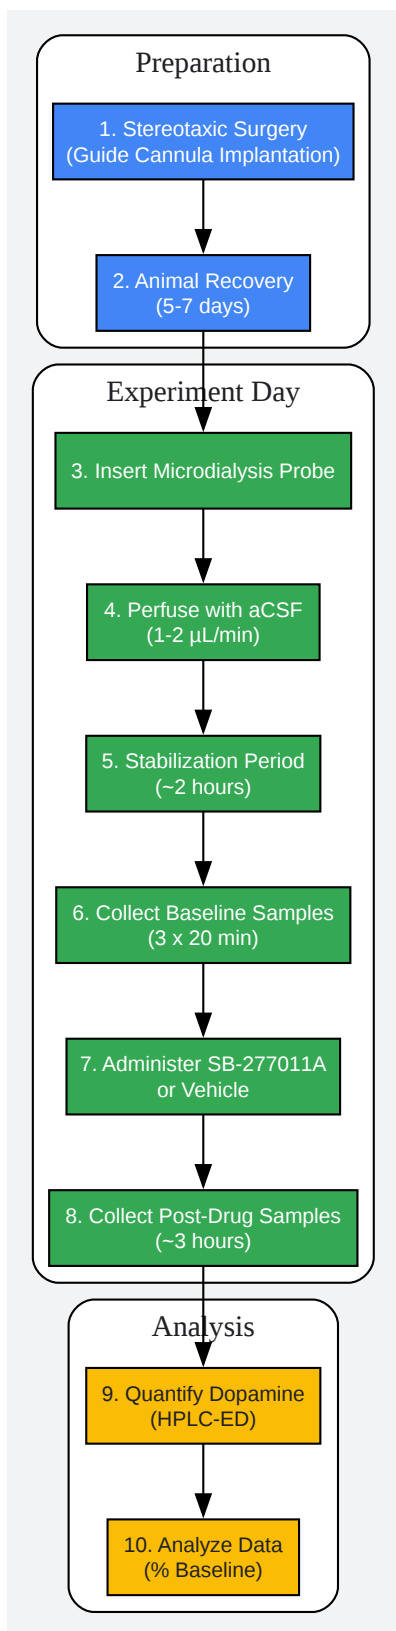 Preparation
1. Stereotaxic Surgery
(Guide Cannula Implantation)
2. Animal Recovery
(5-7 days)
Experiment Day
3. Insert Microdialysis Probe
4. Perfuse with aCSF
(1-2 µL/min)
5. Stabilization Period
(~2 hours)
6. Collect Baseline Samples
(3 x 20 min)
7. Administer SB-277011A
or Vehicle
8. Collect Post-Drug Samples
(~3 hours)
Analysis
9. Quantify Dopamine
(HPLC-ED)
10. Analyze Data
(% Baseline)